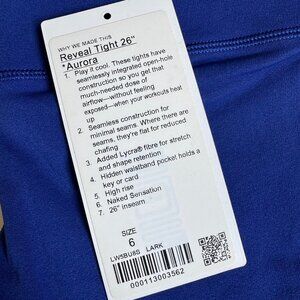 WHY WE MADE THIS
Reveal Tight 26"
*Aurora
1. Play it cool. These tights have
seamlessly integrated open-hole
construction so you get that
much-needed dose of
airflow—without feeling
exposed—when your workouts heat
up
2. Seamless construction for
minimal seams. Where there are
seams, they're flat for reduced
chafing
3. Added Lycra® fibre for stretch
and shape retention
4. Hidden waistband pocket holds a
key or card
5. High rise
6. Naked Sensation
7. 26" inseam
SIZE
6
LW5BU8S LARK
000113003562